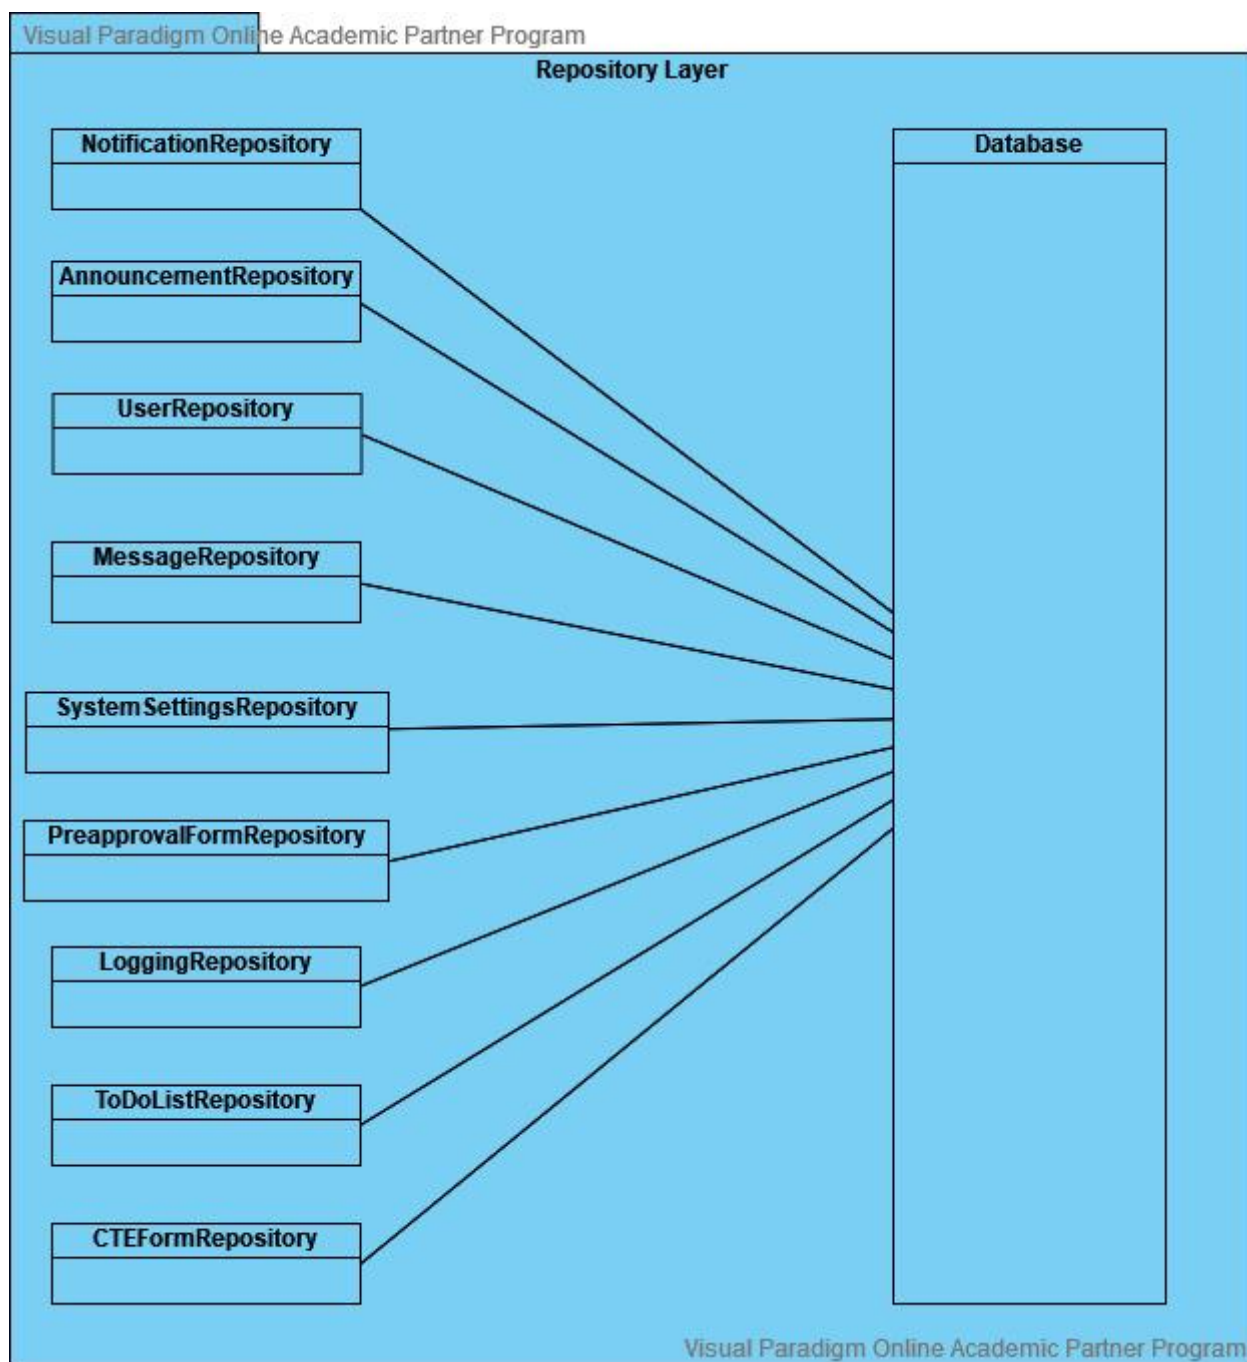 Visual Paradigm Online Academic Partner Program
Repository Layer
NotificationRepository
Database
AnnouncementRepository
UserRepository
MessageRepository
SystemSettingsRepository
PreapprovalFormRepository
LoggingRepository
ToDoListRepository
CTEFormRepository
Visual Paradigm Online Academic Partner Program